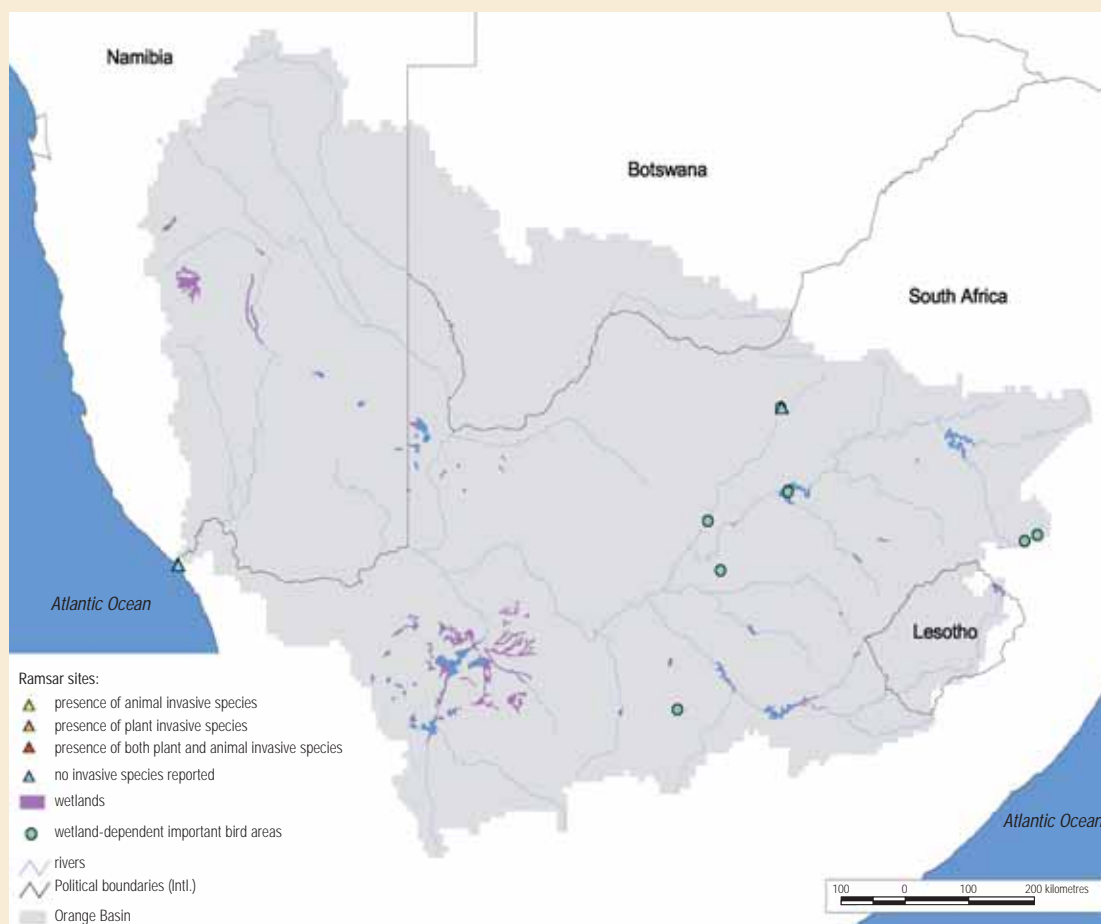 Namibia
Botswana
South Africa
Atlantic Ocean
Lesotho
Ramsar sites:
presence of animal invasive species
presence of plant invasive species
presence of both plant and animal invasive species
no invasive species reported
wetlands
wetland-dependent important bird areas
rivers
Political boundaries (Intl.)
Orange Basin
Atlantic Ocean
100 0 100 200 kilometres